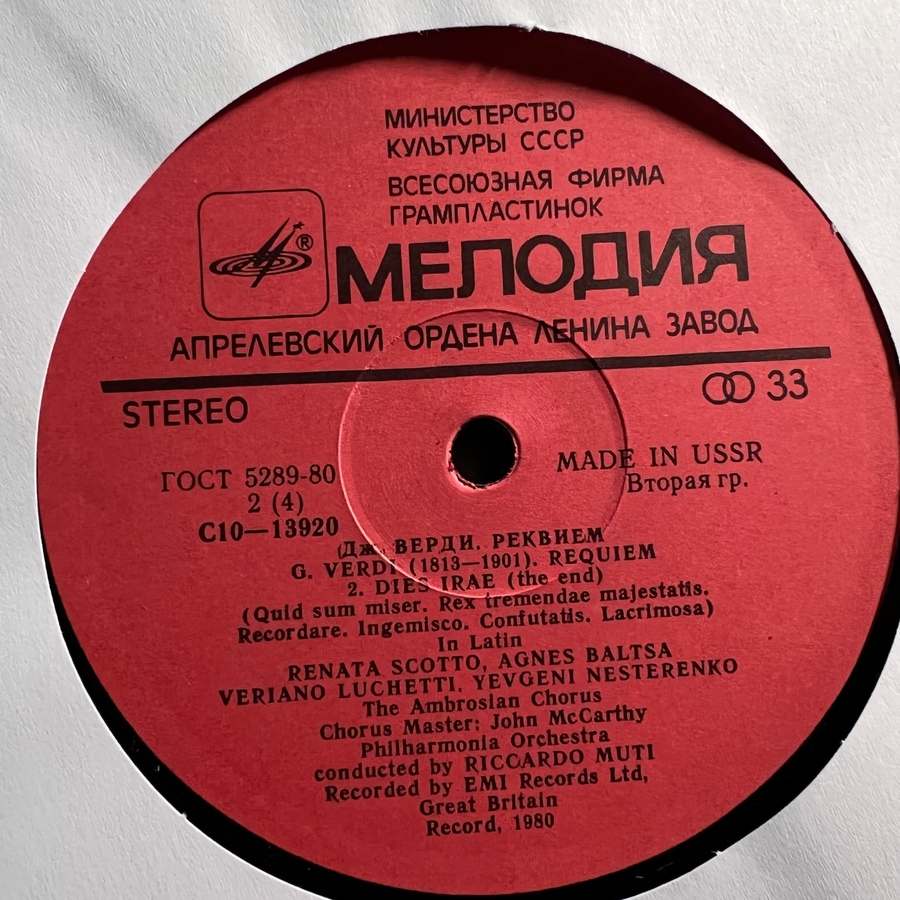 МИНИСТЕРСТВО
КУЛЬТУРЫ СССР
ВСЕСОЮЗНАЯ ФИРМА
ГРАМПЛАСТИНОК
®
МЕЛОДИЯ
АПРЕЛЕВСКИЙ ОРДЕНА ЛЕНИНА ЗАВОД
STEREO 33
ГОСТ 5289-80 MADE IN USSR
2 (4) Вторая гр.
С10—13920
(Дж. ВЕРДИ. РЕКВИЕМ
G. VERDI (1813—1901). REQUIEM
2. DIES IRAE (the end)
(Quid sum miser. Rex tremendae majestatis.
Recordare. Ingemisco. Confutatis. Lacrimosa)
In Latin
RENATA SCOTTO, AGNES BALTSA
VERIANO LUCHETTI, YEVGENI NESTERENKO
The Ambrosian Chorus
Chorus Master: John McCarthy
Philharmonia Orchestra
conducted by RICCARDO MUTI
Recorded by EMI Records Ltd,
Great Britain
Record, 1980